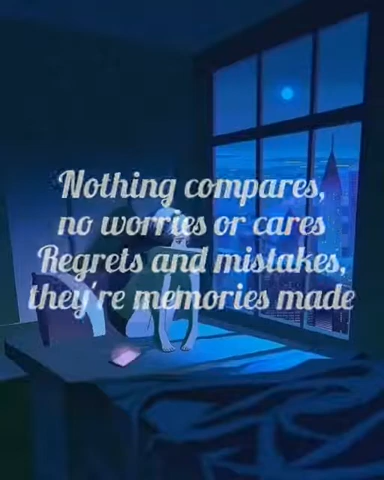 Nothing compares,
no worries or cares
Regrets and mistakes,
they're memories made